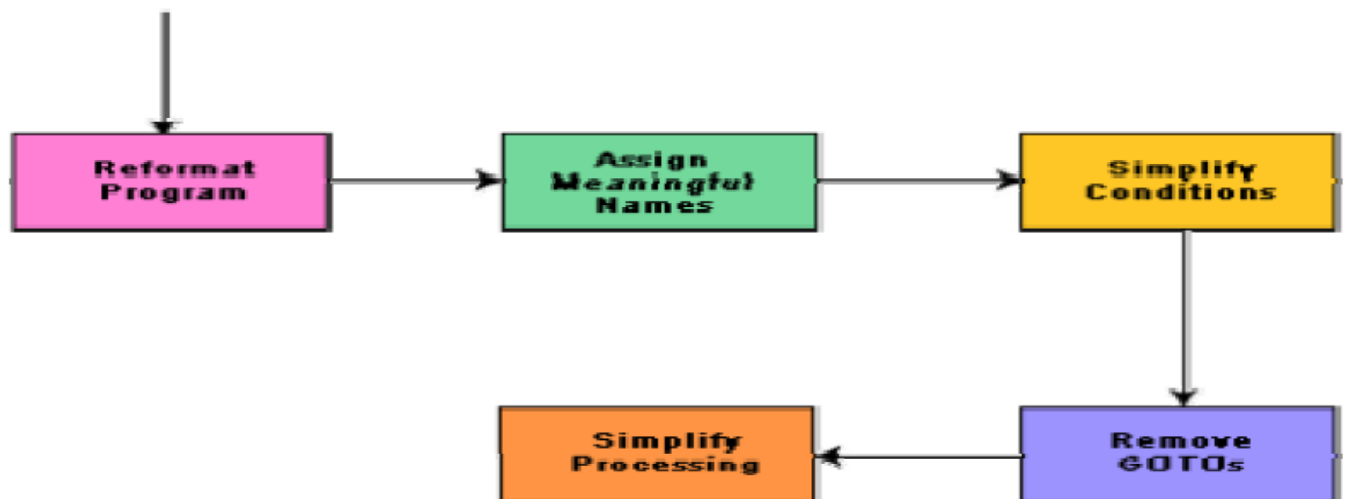 Reformat
Program
Assign
Meaningful
Names
Simplify
Conditions
Simplify
Processing
Remove
GOTOs